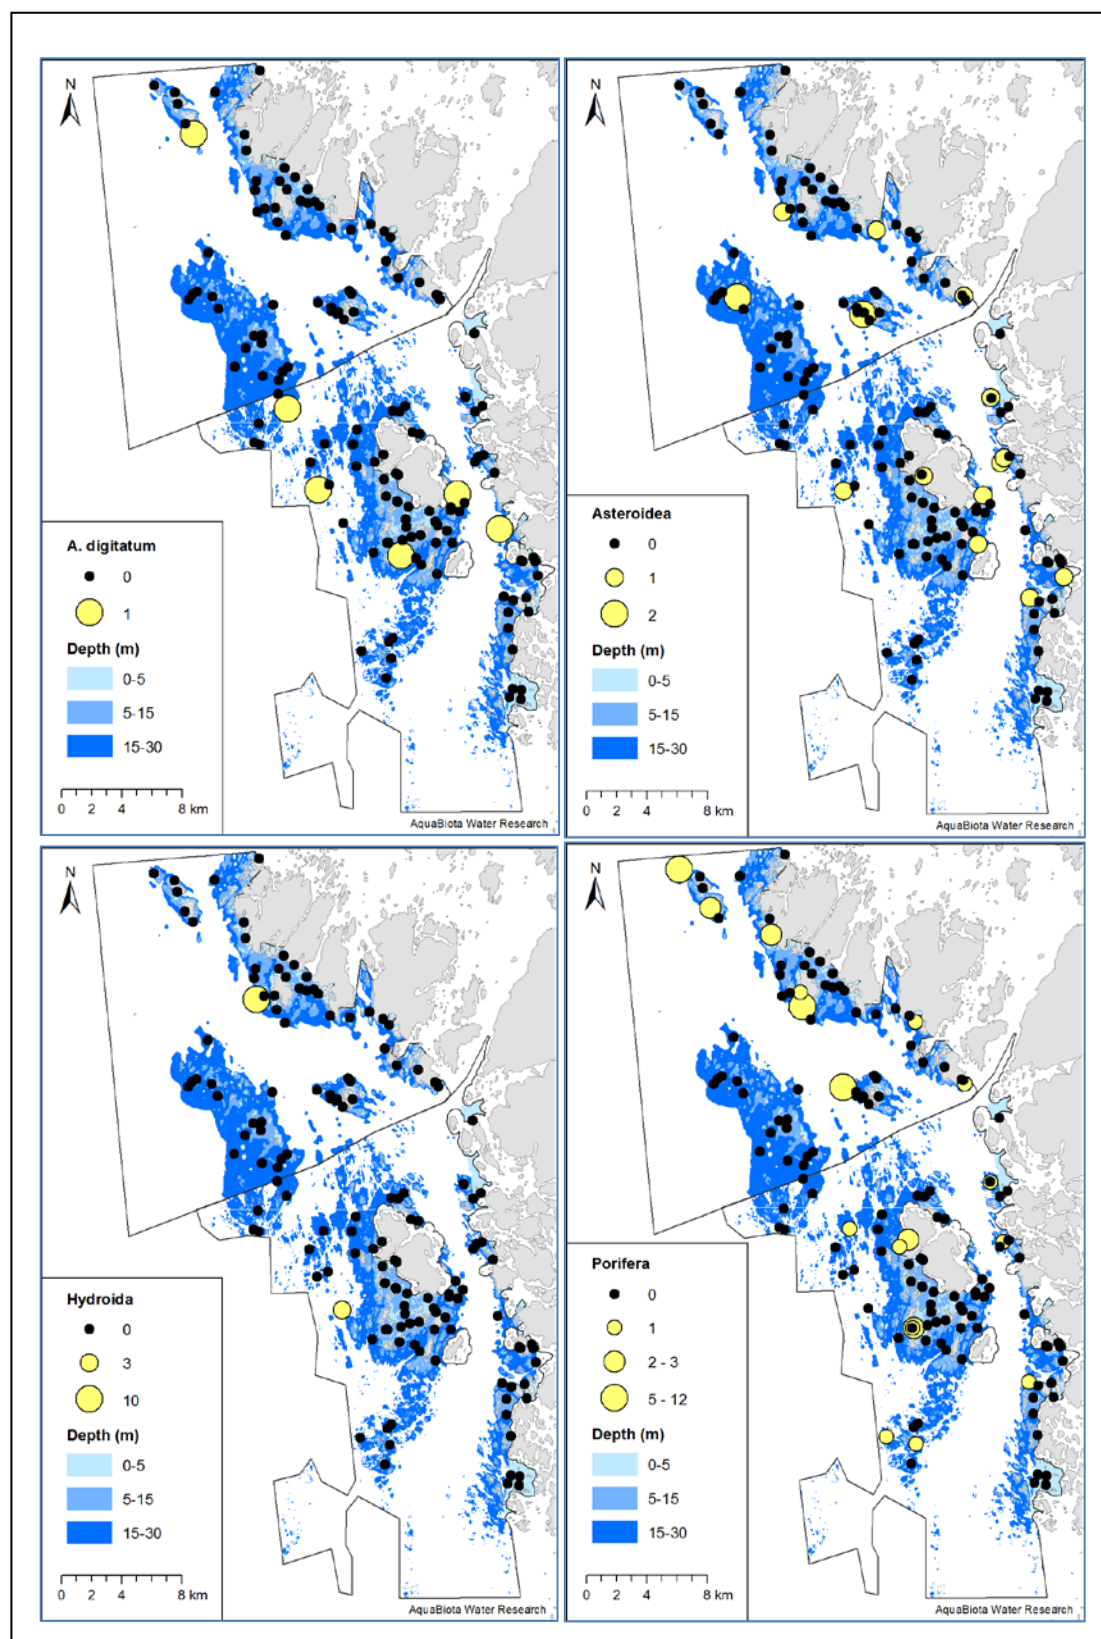 N
A. digitatum
0
1
Depth (m)
0-5
5-15
15-30
0 2 4 8 km
AquaBiota Water Research
N
Asteroidea
0
1
2
Depth (m)
0-5
5-15
15-30
0 2 4 8 km
AquaBiota Water Research
N
Hydroida
0
3
10
Depth (m)
0-5
5-15
15-30
0 2 4 8 km
AquaBiota Water Research
N
Porifera
0
1
2 - 3
5 - 12
Depth (m)
0-5
5-15
15-30
0 2 4 8 km
AquaBiota Water Research